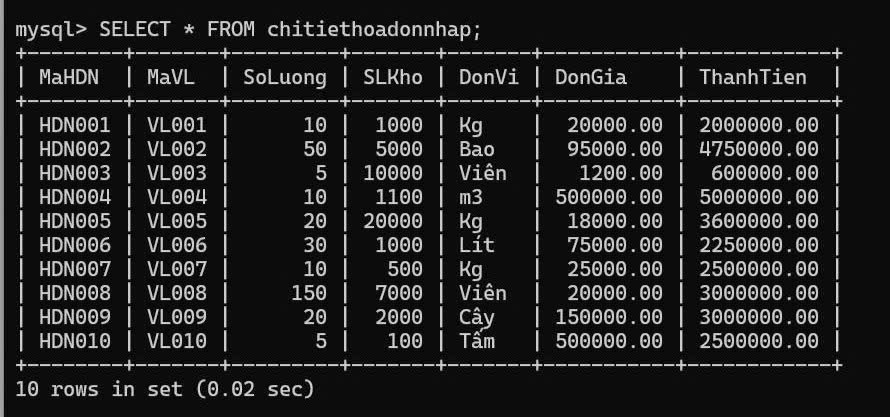 mysql> SELECT * FROM chitiethoadonnhap;
+--------+-------+----------+--------+-------+------------+-------------+
| MaHDN  | MaVL  | SoLuong  | SLKho  | DonVi | DonGia     | ThanhTien   |
+--------+-------+----------+--------+-------+------------+-------------+
| HDN001 | VL001 |       10 |   1000 | Kg    |   20000.00 |  2000000.00 |
| HDN002 | VL002 |       50 |   5000 | Bao   |   95000.00 |  4750000.00 |
| HDN003 | VL003 |        5 |  10000 | Viên  |    1200.00 |   600000.00 |
| HDN004 | VL004 |       10 |   1100 | m3    |  500000.00 |  5000000.00 |
| HDN005 | VL005 |       20 |  20000 | Kg    |   18000.00 |  3600000.00 |
| HDN006 | VL006 |       30 |   1000 | Lít   |   75000.00 |  2250000.00 |
| HDN007 | VL007 |       10 |    500 | Kg    |   25000.00 |  2500000.00 |
| HDN008 | VL008 |      150 |   7000 | Viên  |   20000.00 |  3000000.00 |
| HDN009 | VL009 |       20 |   2000 | Cây   |  150000.00 |  3000000.00 |
| HDN010 | VL010 |        5 |    100 | Tấm   |  500000.00 |  2500000.00 |
+--------+-------+----------+--------+-------+------------+-------------+
10 rows in set (0.02 sec)